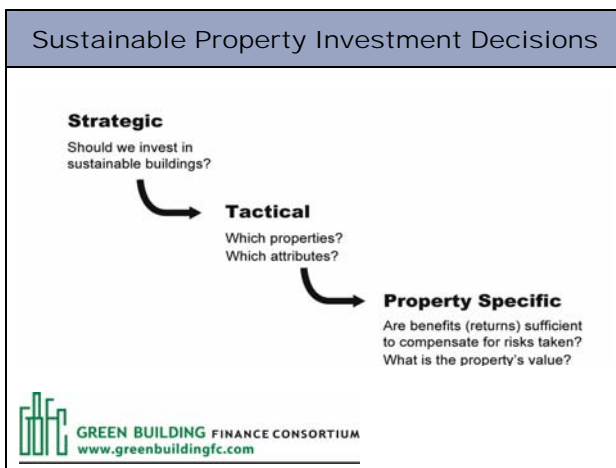 Sustainable Property Investment Decisions
Strategic
Should we invest in
sustainable buildings?
Tactical
Which properties?
Which attributes?
Property Specific
Are benefits (returns) sufficient
to compensate for risks taken?
What is the property's value?
GREEN BUILDING FINANCE CONSORTIUM
www.greenbuildingfc.com